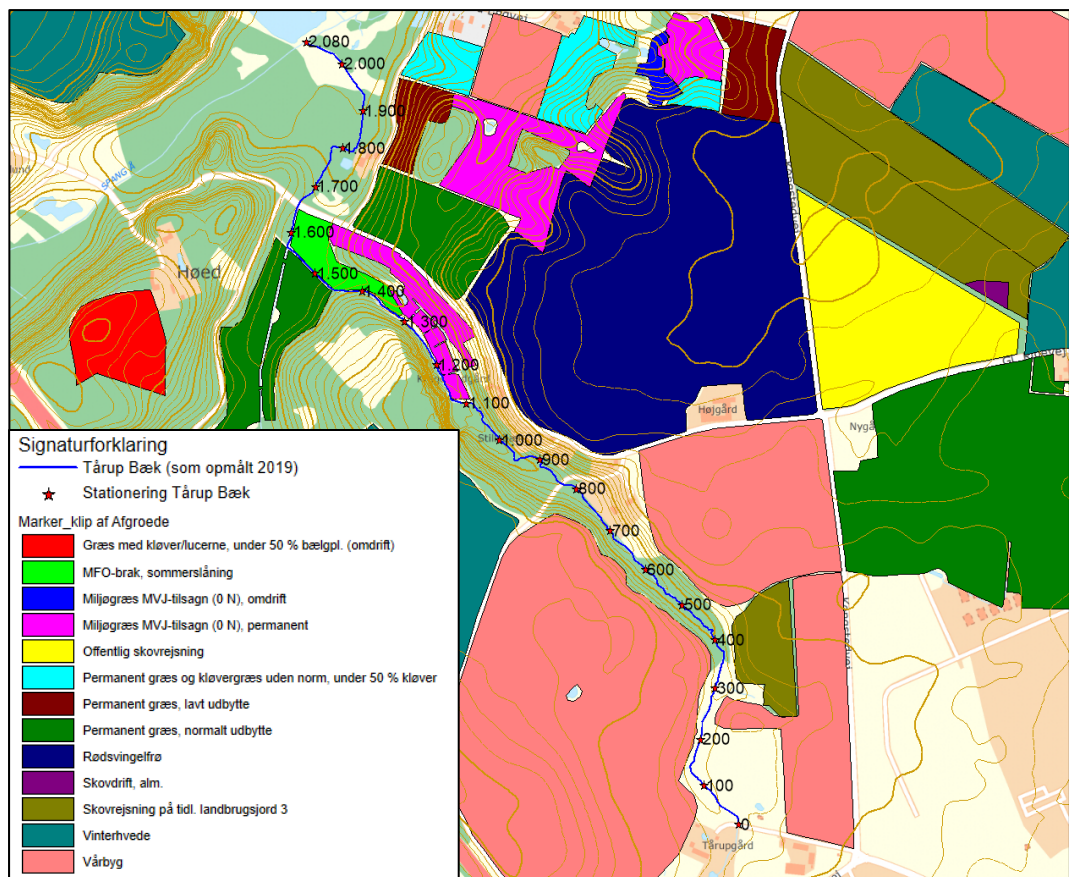 2.080
2.000
1.900
1.800
SPANG Å
1.700
1.600
Høed
1.500
1.400
1.300
1.200
1.100
Højgård
Nygå
1.000
900
800
700
600
500
400
300
200
100
0
Tårupgård
Signaturforklaring
Tårup Bæk (som opmålt 2019)
Stationering Tårup Bæk
Marker_klip af Afgroede
Græs med kløver/lucerne, under 50 % bælgpl. (omdrift)
MFO-brak, sommerslåning
Miljøgræs MVJ-tilsagn (0 N), omdrift
Miljøgræs MVJ-tilsagn (0 N), permanent
Offentlig skovrejsning
Permanent græs og kløvergræs uden norm, under 50 % kløver
Permanent græs, lavt udbytte
Permanent græs, normalt udbytte
Rødsvingelfrø
Skovdrift, alm.
Skovrejsning på tidl. landbrugsjord 3
Vinterhvede
Vårbyg